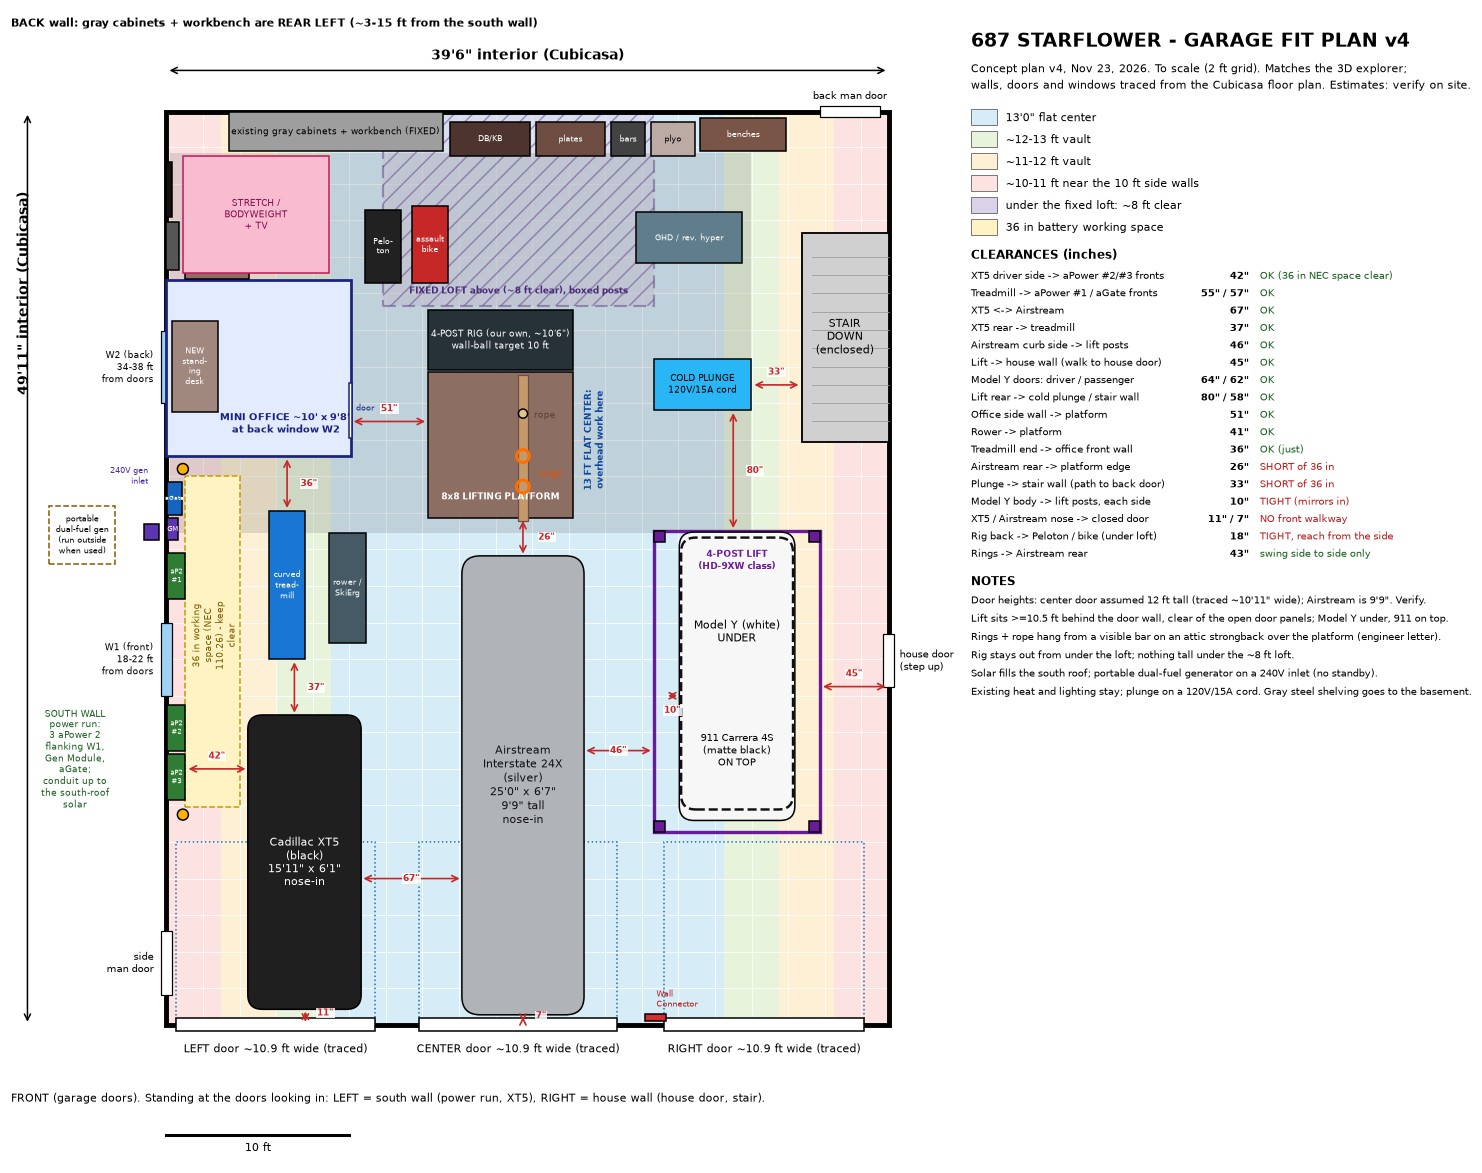 BACK wall: gray cabinets + workbench are REAR LEFT (~3-15 ft from the south wall)
39'6" interior (Cubicasa)
49'11" interior (Cubicasa)
back man door
existing gray cabinets + workbench (FIXED)
DB/KB
plates
bars
plyo
benches
STRETCH /
BODYWEIGHT
+ TV
Pelo-
ton
assault
bike
GHD / rev. hyper
FIXED LOFT above (~8 ft clear), boxed posts
STAIR
DOWN
(enclosed)
4-POST RIG (our own, ~10'6")
wall-ball target 10 ft
W2 (back)
34-38 ft
from doors
NEW
stand-
ing
desk
MINI OFFICE ~10' x 9'8"
at back window W2
door
51"
rope
8x8 LIFTING PLATFORM
13 FT FLAT CENTER:
overhead work here
COLD PLUNGE
120V/15A cord
33"
80"
240V gen
inlet
36"
26"
portable
dual-fuel gen
(run outside
when used)
aGate
GM
aP2
#1
36 in working
space (NEC
110.26) - keep
clear
curved
tread-
mill
rower /
SkiErg
4-POST LIFT
(HD-9XW class)
Model Y (white)
UNDER
W1 (front)
18-22 ft
from doors
house door
(step up)
37"
45"
10"
SOUTH WALL
power run:
3 aPower 2
flanking W1,
Gen Module,
aGate;
conduit up to
the south-roof
solar
aP2
#2
aP2
#3
42"
46"
911 Carrera 4S
(matte black)
ON TOP
Airstream
Interstate 24X
(silver)
25'0" x 6'7"
9'9" tall
nose-in
Cadillac XT5
(black)
15'11" x 6'1"
nose-in
67"
side
man door
Wall
Connector
11"
7"
LEFT door ~10.9 ft wide (traced)
CENTER door ~10.9 ft wide (traced)
RIGHT door ~10.9 ft wide (traced)
FRONT (garage doors). Standing at the doors looking in: LEFT = south wall (power run, XT5), RIGHT = house wall (house door, stair).
10 ft
687 STARFLOWER - GARAGE FIT PLAN v4
Concept plan v4, Nov 23, 2026. To scale (2 ft grid). Matches the 3D explorer;
walls, doors and windows traced from the Cubicasa floor plan. Estimates: verify on site.
13'0" flat center
~12-13 ft vault
~11-12 ft vault
~10-11 ft near the 10 ft side walls
under the fixed loft: ~8 ft clear
36 in battery working space
CLEARANCES (inches)
XT5 driver side -> aPower #2/#3 fronts 42" OK (36 in NEC space clear)
Treadmill -> aPower #1 / aGate fronts 55" / 57" OK
XT5 <-> Airstream 67" OK
XT5 rear -> treadmill 37" OK
Airstream curb side -> lift posts 46" OK
Lift -> house wall (walk to house door) 45" OK
Model Y doors: driver / passenger 64" / 62" OK
Lift rear -> cold plunge / stair wall 80" / 58" OK
Office side wall -> platform 51" OK
Rower -> platform 41" OK
Treadmill end -> office front wall 36" OK (just)
Airstream rear -> platform edge 26" SHORT of 36 in
Plunge -> stair wall (path to back door) 33" SHORT of 36 in
Model Y body -> lift posts, each side 10" TIGHT (mirrors in)
XT5 / Airstream nose -> closed door 11" / 7" NO front walkway
Rig back -> Peloton / bike (under loft) 18" TIGHT, reach from the side
Rings -> Airstream rear 43" swing side to side only
NOTES
Door heights: center door assumed 12 ft tall (traced ~10'11" wide); Airstream is 9'9". Verify.
Lift sits >=10.5 ft behind the door wall, clear of the open door panels; Model Y under, 911 on top.
Rings + rope hang from a visible bar on an attic strongback over the platform (engineer letter).
Rig stays out from under the loft; nothing tall under the ~8 ft loft.
Solar fills the south roof; portable dual-fuel generator on a 240V inlet (no standby).
Existing heat and lighting stay; plunge on a 120V/15A cord. Gray steel shelving goes to the basement.